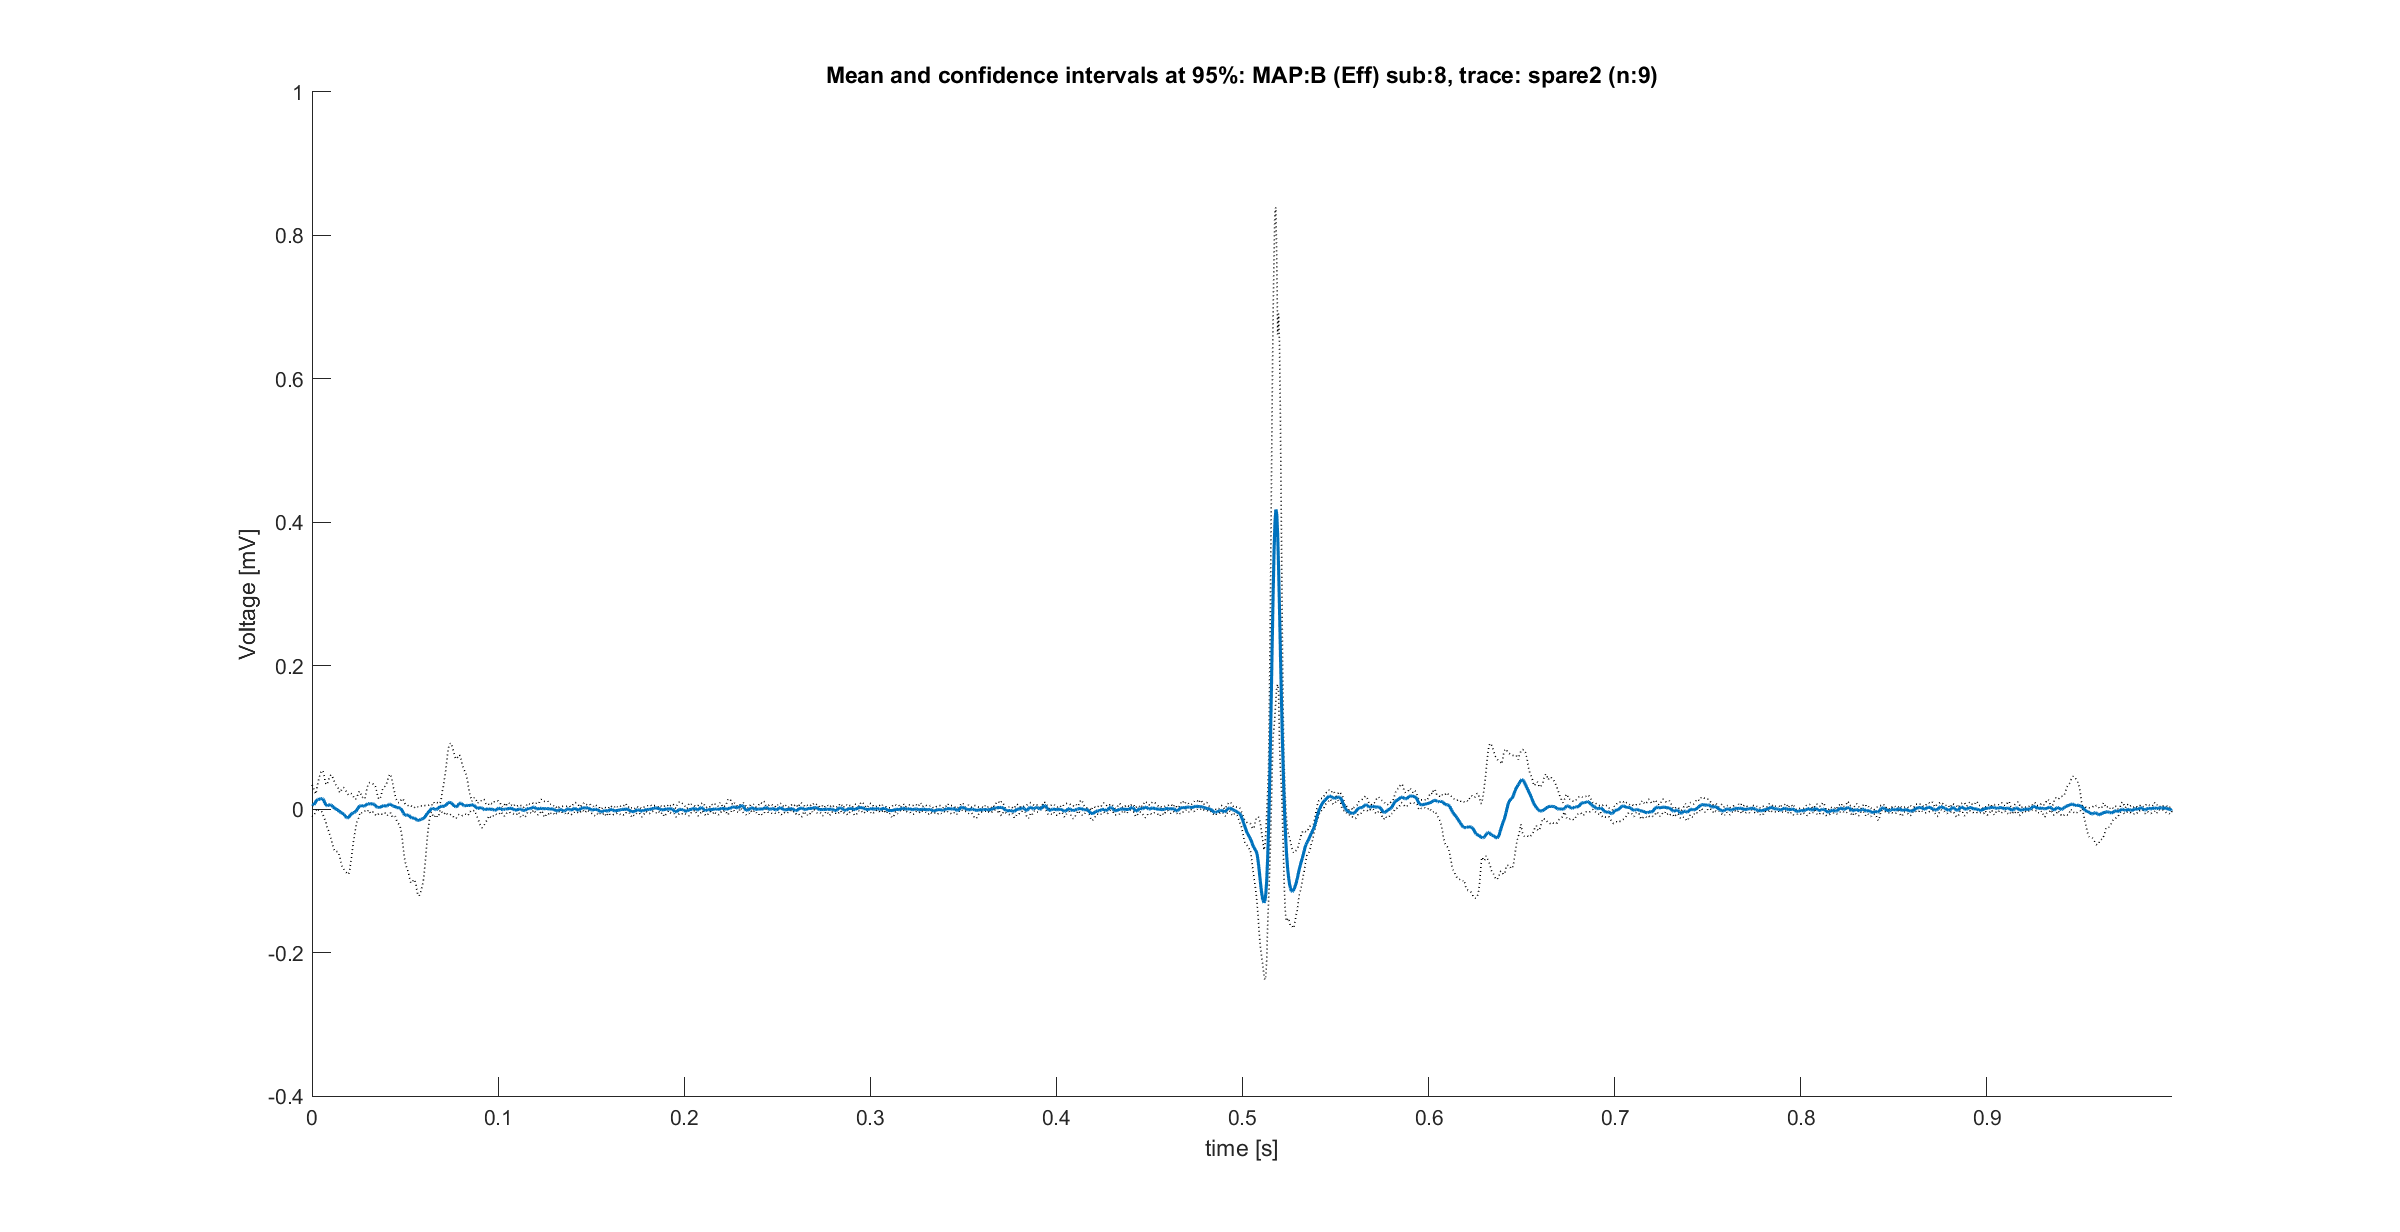 Mean and confidence intervals at 95%: MAP:B (Eff) sub:8, trace: spare2 (n:9)
1
0.8
0.6
0.4
0.2
0
-0.2
-0.4
Voltage [mV]
0 0.1 0.2 0.3 0.4 0.5 0.6 0.7 0.8 0.9
time [s]